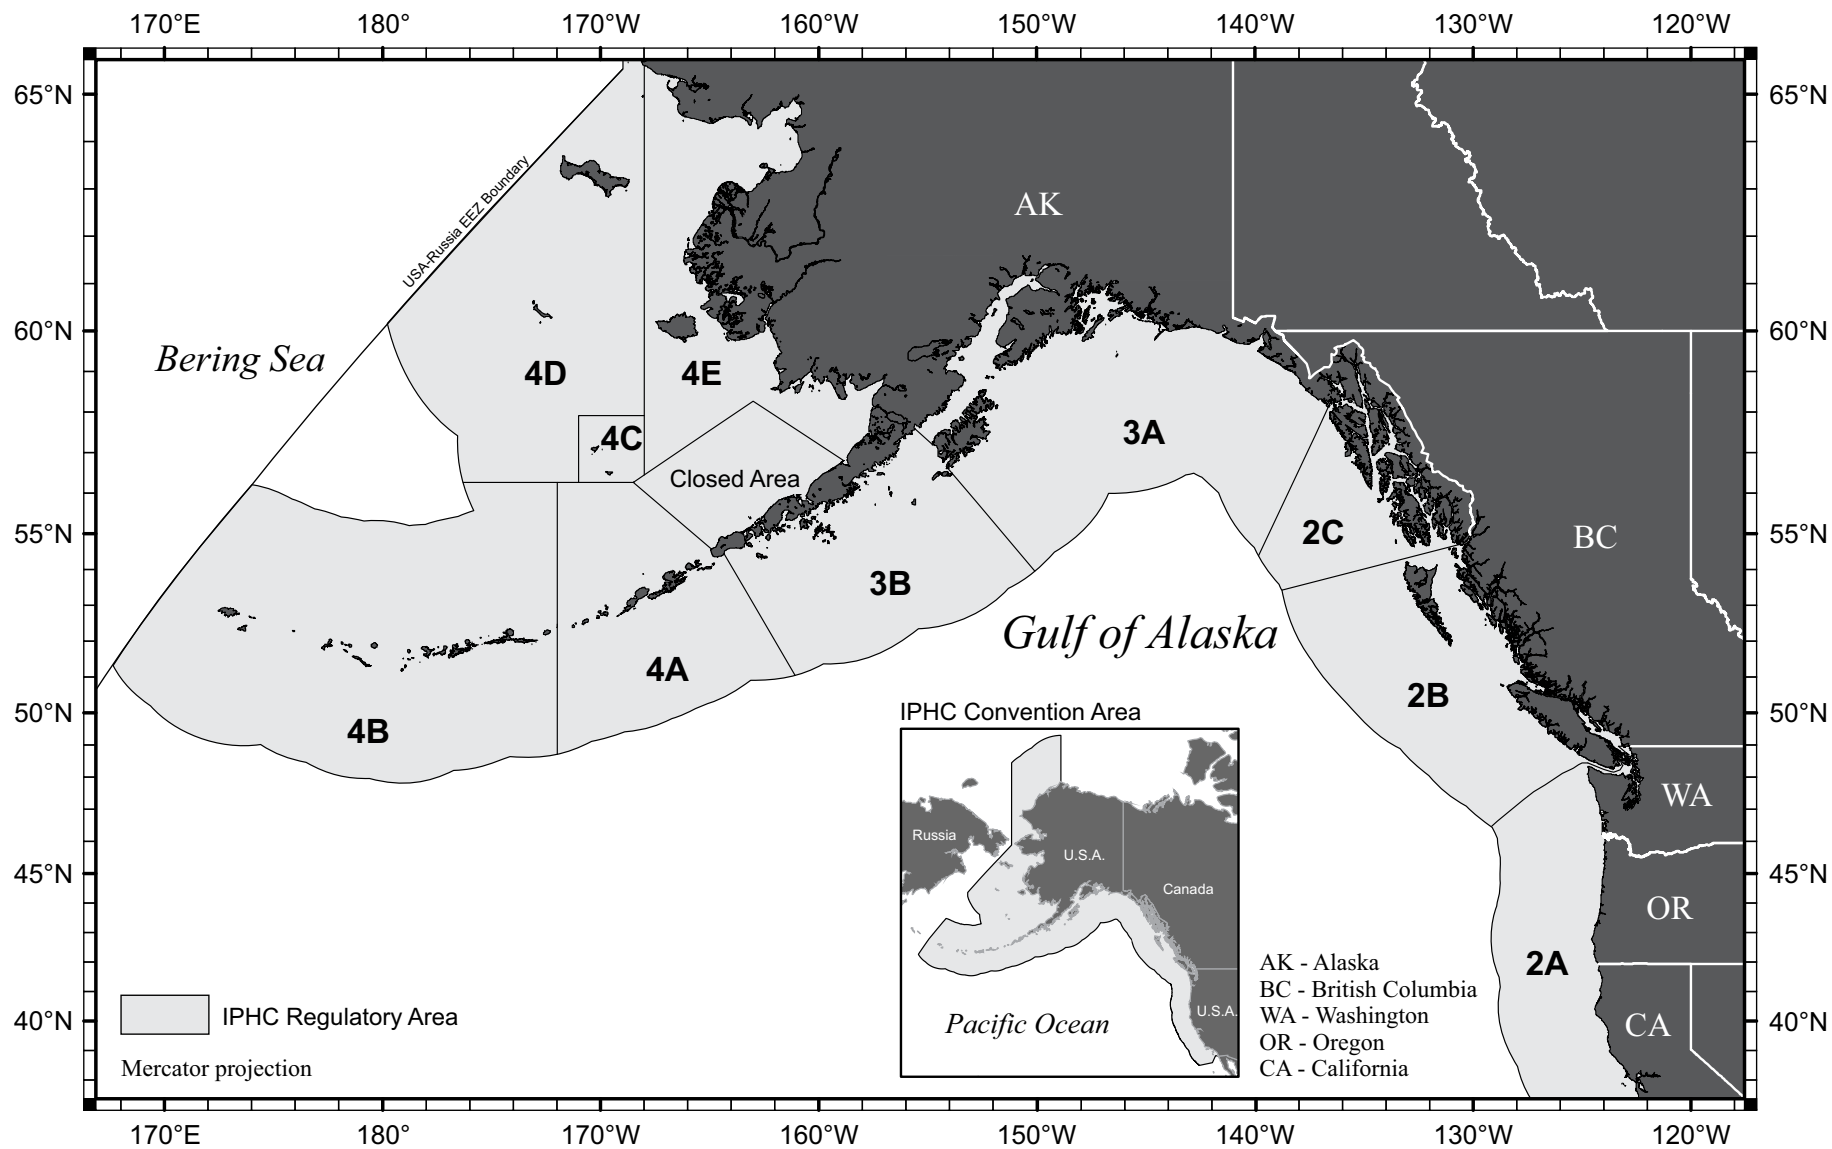 170°E 180° 170°W 160°W 150°W 140°W 130°W 120°W
65°N 65°N
USA-Russia EEZ Boundary
AK
60°N 60°N
Bering Sea
4D 4E
4C
3A
Closed Area
55°N 55°N
2C
BC
3B
Gulf of Alaska
4A
2B
50°N 50°N
4B
IPHC Convention Area
WA
Russia
U.S.A.
Canada
45°N 45°N
OR
2A
AK - Alaska
BC - British Columbia
WA - Washington
OR - Oregon
CA - California
U.S.A.
Pacific Ocean
IPHC Regulatory Area
40°N 40°N
CA
Mercator projection
170°E 180° 170°W 160°W 150°W 140°W 130°W 120°W